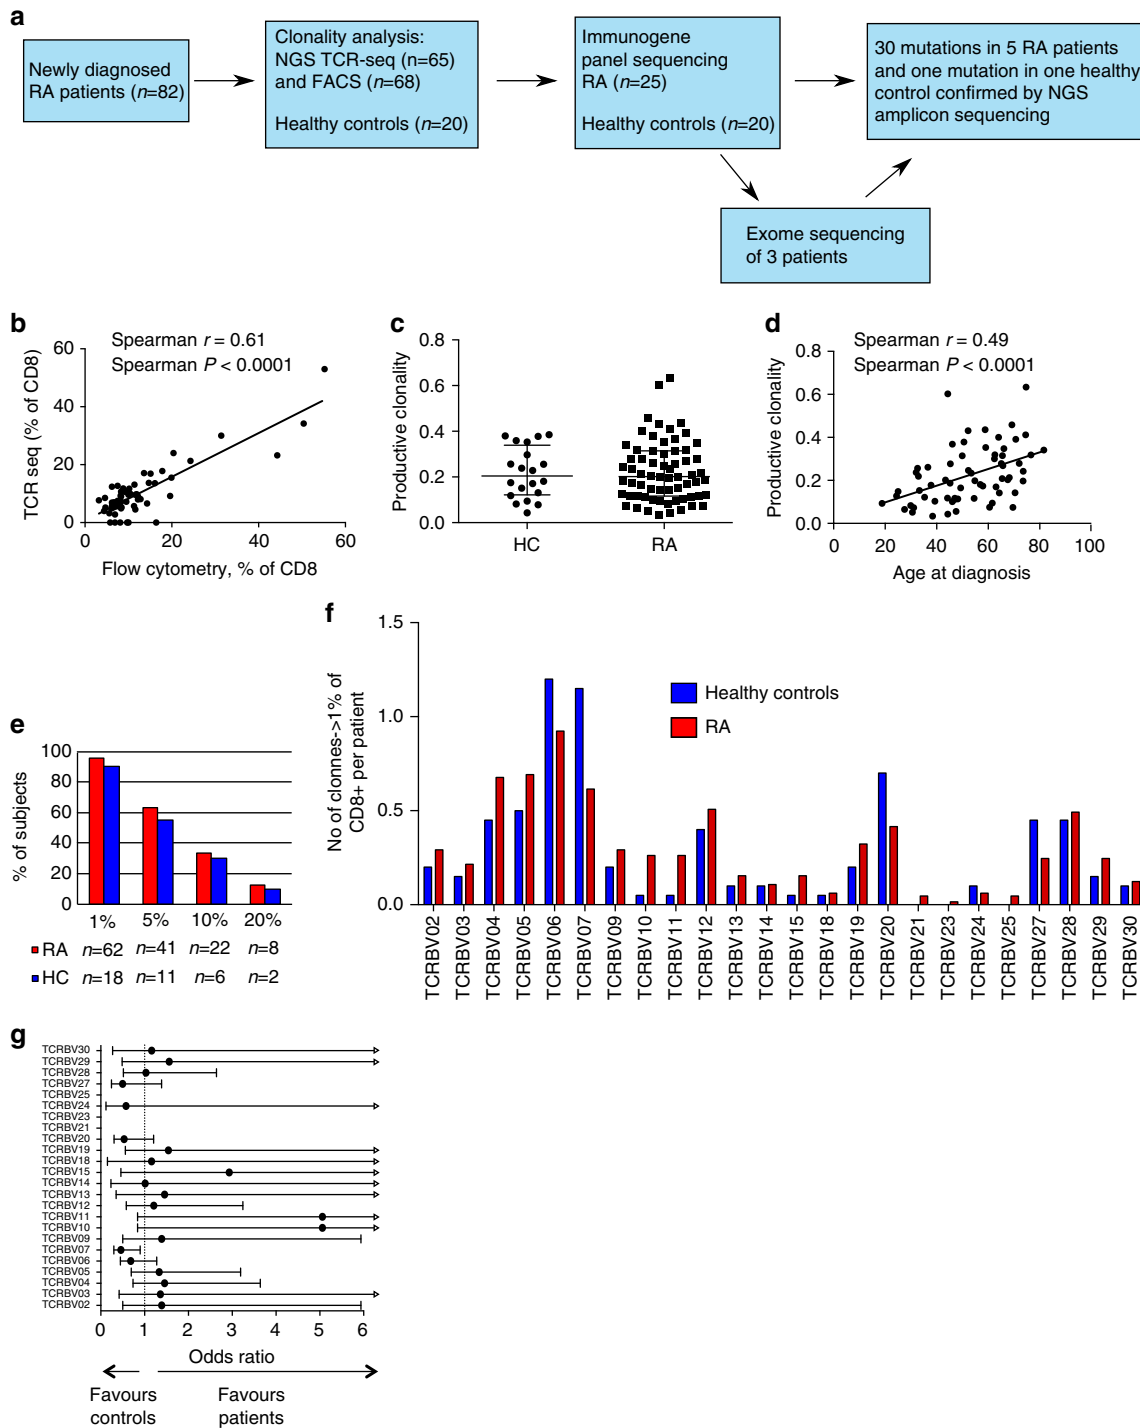 a
Newly diagnosed
RA patients (n=82)
Clonality analysis:
NGS TCR-seq (n=65)
and FACS (n=68)
Healthy controls (n=20)
Immunogene
panel sequencing
RA (n=25)
Healthy controls (n=20)
30 mutations in 5 RA patients
and one mutation in one healthy
control confirmed by NGS
amplicon sequencing
Exome sequencing
of 3 patients
b
Spearman r = 0.61
Spearman P < 0.0001
TCR seq (% of CD8)
60
40
20
0
0 20 40 60
Flow cytometry, % of CD8
c
Productive clonality
0.8
0.6
0.4
0.2
0.0
HC RA
d
Spearman r = 0.49
Spearman P < 0.0001
Productive clonality
0.8
0.6
0.4
0.2
0.0
0 20 40 60 80 100
Age at diagnosis
e
% of subjects
100
80
60
40
20
0
1% 5% 10% 20%
RA n=62 n=41 n=22 n=8
HC n=18 n=11 n=6 n=2
f
No of clonnes->1% of
CD8+ per patient
1.5
1.0
0.5
0.0
Healthy controls
RA
TCRBV02
TCRBV03
TCRBV04
TCRBV05
TCRBV06
TCRBV07
TCRBV09
TCRBV10
TCRBV11
TCRBV12
TCRBV13
TCRBV14
TCRBV15
TCRBV18
TCRBV19
TCRBV20
TCRBV21
TCRBV23
TCRBV24
TCRBV25
TCRBV27
TCRBV28
TCRBV29
TCRBV30
g
TCRBV30
TCRBV29
TCRBV28
TCRBV27
TCRBV25
TCRBV24
TCRBV23
TCRBV21
TCRBV20
TCRBV19
TCRBV18
TCRBV15
TCRBV14
TCRBV13
TCRBV12
TCRBV11
TCRBV10
TCRBV09
TCRBV07
TCRBV06
TCRBV05
TCRBV04
TCRBV03
TCRBV02
0 1 2 3 4 5 6
Odds ratio
Favours
controls
Favours
patients